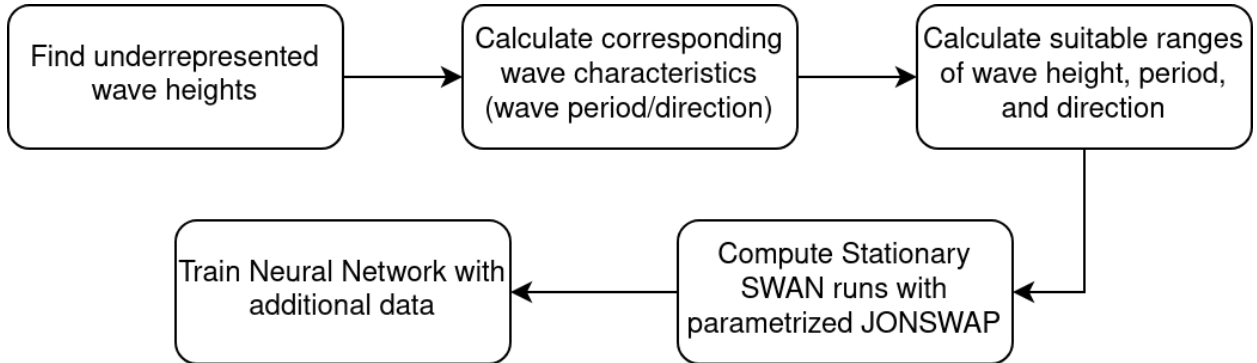 Find underrepresented
wave heights
Calculate corresponding
wave characteristics
(wave period/direction)
Calculate suitable ranges
of wave height, period,
and direction
Compute Stationary
SWAN runs with
parametrized JONSWAP
Train Neural Network with
additional data